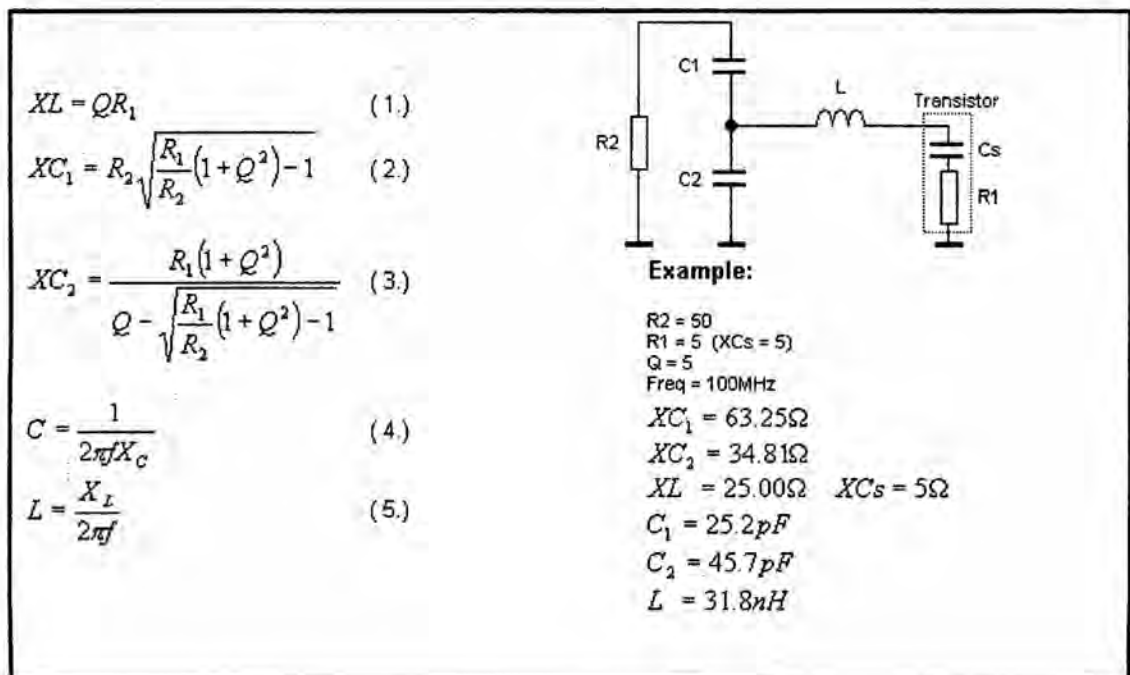 XL = QR₁ (1.)
XC₁ = R₂√(R₁/R₂(1+Q²)−1) (2.)
XC₂ = R₁(1+Q²) / (Q − √(R₁/R₂(1+Q²)−1)) (3.)
C = 1/(2πfX_C) (4.)
L = X_L/(2πf) (5.)
C1
L
Transistor
R2
Cs
C2
R1
Example:
R2 = 50
R1 = 5 (XCs = 5)
Q = 5
Freq = 100MHz
XC₁ = 63.25Ω
XC₂ = 34.81Ω
XL = 25.00Ω XCs = 5Ω
C₁ = 25.2pF
C₂ = 45.7pF
L = 31.8nH